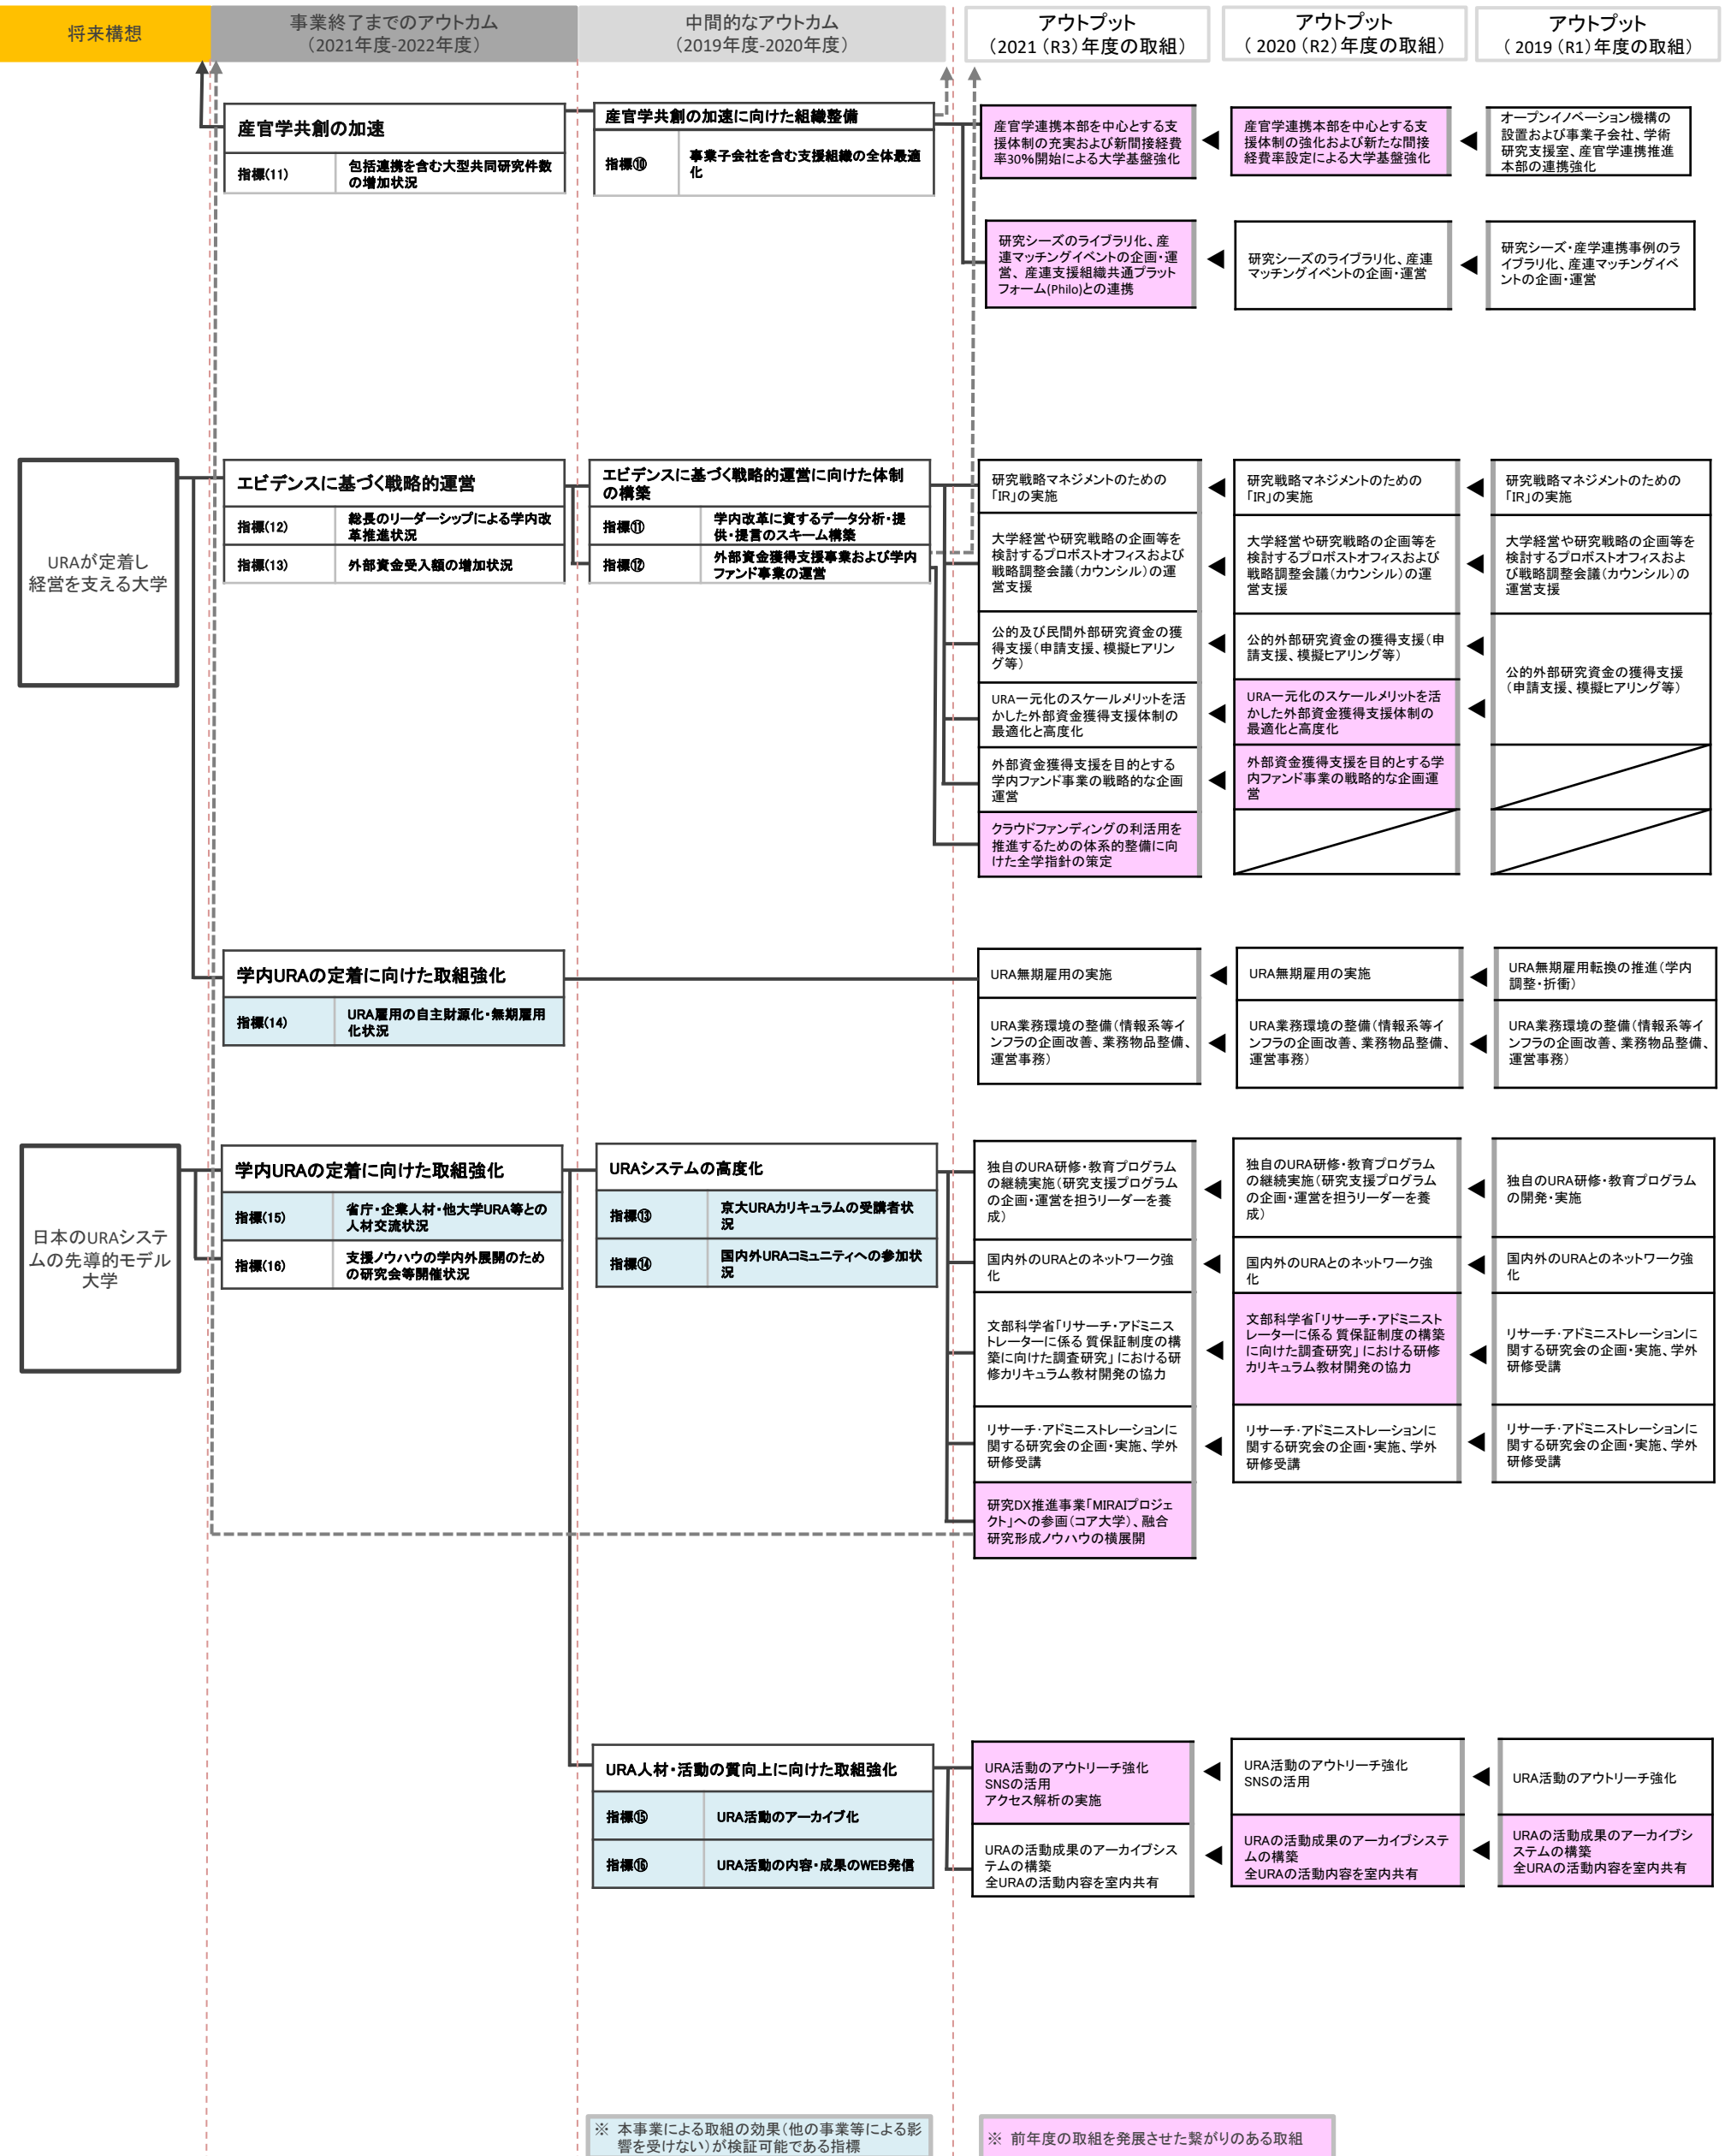 将来構想
事業終了までのアウトカム
（2021年度-2022年度）
中間的なアウトカム
（2019年度-2020年度）
アウトプット
（2021（R3）年度の取組）
アウトプット
（ 2020（R2）年度の取組）
アウトプット
（ 2019（R1）年度の取組）
産官学共創の加速
指標(11)
包括連携を含む大型共同研究件数
の増加状況
産官学共創の加速に向けた組織整備
指標⑩
事業子会社を含む支援組織の全体最適
化
産官学連携本部を中心とする支
援体制の充実および新間接経費
率30%開始による大学基盤強化
産官学連携本部を中心とする支
援体制の強化および新たな間接
経費率設定による大学基盤強化
オープンイノベーション機構の
設置および事業子会社、学術
研究支援室、産官学連携推進
本部の連携強化
研究シーズのライブラリ化、産
連マッチングイベントの企画・運
営、産連支援組織共通プラット
フォーム(Philo)との連携
研究シーズのライブラリ化、産連
マッチングイベントの企画・運営
研究シーズ・産学連携事例のラ
イブラリ化、産連マッチングイベ
ントの企画・運営
URAが定着し
経営を支える大学
エビデンスに基づく戦略的運営
指標(12)
総長のリーダーシップによる学内改
革推進状況
指標(13)
外部資金受入額の増加状況
エビデンスに基づく戦略的運営に向けた体制
の構築
指標⑪
学内改革に資するデータ分析・提
供・提言のスキーム構築
指標⑫
外部資金獲得支援事業および学内
ファンド事業の運営
研究戦略マネジメントのための
「IR」の実施
研究戦略マネジメントのための
「IR」の実施
研究戦略マネジメントのための
「IR」の実施
大学経営や研究戦略の企画等を
検討するプロボストオフィスおよび
戦略調整会議（カウンシル）の運
営支援
大学経営や研究戦略の企画等を
検討するプロボストオフィスおよび
戦略調整会議（カウンシル）の運
営支援
大学経営や研究戦略の企画等を
検討するプロボストオフィスおよ
び戦略調整会議（カウンシル）の
運営支援
公的及び民間外部研究資金の獲
得支援（申請支援、模擬ヒアリン
グ等）
公的外部研究資金の獲得支援（申
請支援、模擬ヒアリング等）
公的外部研究資金の獲得支援
（申請支援、模擬ヒアリング等）
URA一元化のスケールメリットを活
かした外部資金獲得支援体制の
最適化と高度化
URA一元化のスケールメリットを活
かした外部資金獲得支援体制の
最適化と高度化
外部資金獲得支援を目的とする
学内ファンド事業の戦略的な企画
運営
外部資金獲得支援を目的とする学
内ファンド事業の戦略的な企画運
営
クラウドファンディングの利活用を
推進するための体系的整備に向
けた全学指針の策定
学内URAの定着に向けた取組強化
指標(14)
URA雇用の自主財源化・無期雇用
化状況
URA無期雇用の実施
URA無期雇用の実施
URA無期雇用転換の推進（学内
調整・折衝）
URA業務環境の整備（情報系等イ
ンフラの企画改善、業務物品整備、
運営事務）
URA業務環境の整備（情報系等イ
ンフラの企画改善、業務物品整備、
運営事務）
URA業務環境の整備（情報系等イ
ンフラの企画改善、業務物品整備、
運営事務）
日本のURAシステ
ムの先導的モデル
大学
学内URAの定着に向けた取組強化
指標(15)
省庁・企業人材・他大学URA等との
人材交流状況
指標(16)
支援ノウハウの学内外展開のため
の研究会等開催状況
URAシステムの高度化
指標⑬
京大URAカリキュラムの受講者状
況
指標⑭
国内外URAコミュニティへの参加状
況
独自のURA研修・教育プログラム
の継続実施（研究支援プログラム
の企画・運営を担うリーダーを養
成）
独自のURA研修・教育プログラム
の継続実施（研究支援プログラム
の企画・運営を担うリーダーを養
成）
独自のURA研修・教育プログラム
の開発・実施
国内外のURAとのネットワーク強
化
国内外のURAとのネットワーク強
化
国内外のURAとのネットワーク強
化
文部科学省「リサーチ・アドミニス
トレーターに係る 質保証制度の構
築に向けた調査研究」 における研
修カリキュラム教材開発の協力
文部科学省「リサーチ・アドミニスト
レーターに係る 質保証制度の構築
に向けた調査研究」 における研修
カリキュラム教材開発の協力
リサーチ・アドミニストレーションに
関する研究会の企画・実施、学外
研修受講
リサーチ・アドミニストレーションに
関する研究会の企画・実施、学外
研修受講
リサーチ・アドミニストレーションに
関する研究会の企画・実施、学外
研修受講
リサーチ・アドミニストレーションに
関する研究会の企画・実施、学外
研修受講
研究DX推進事業「MIRAIプロジェ
クト」への参画（コア大学）、融合
研究形成ノウハウの横展開
URA人材・活動の質向上に向けた取組強化
指標⑮
URA活動のアーカイブ化
指標⑯
URA活動の内容・成果のWEB発信
URA活動のアウトリーチ強化
SNSの活用
アクセス解析の実施
URA活動のアウトリーチ強化
SNSの活用
URA活動のアウトリーチ強化
URAの活動成果のアーカイブシス
テムの構築
全URAの活動内容を室内共有
URAの活動成果のアーカイブシステ
ムの構築
全URAの活動内容を室内共有
URAの活動成果のアーカイブシ
ステムの構築
全URAの活動内容を室内共有
※ 本事業による取組の効果（他の事業等による影
響を受けない）が検証可能である指標
※ 前年度の取組を発展させた繋がりのある取組